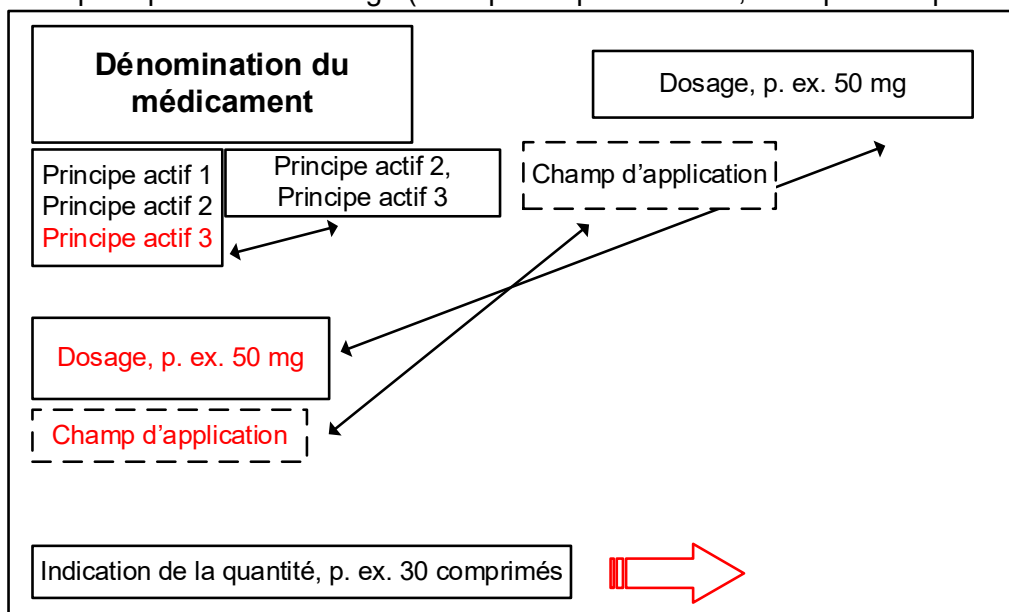 Dénomination du
médicament
Dosage, p. ex. 50 mg
Principe actif 1
Principe actif 2
Principe actif 3
Principe actif 2,
Principe actif 3
Champ d'application
Dosage, p. ex. 50 mg
Champ d'application
Indication de la quantité, p. ex. 30 comprimés